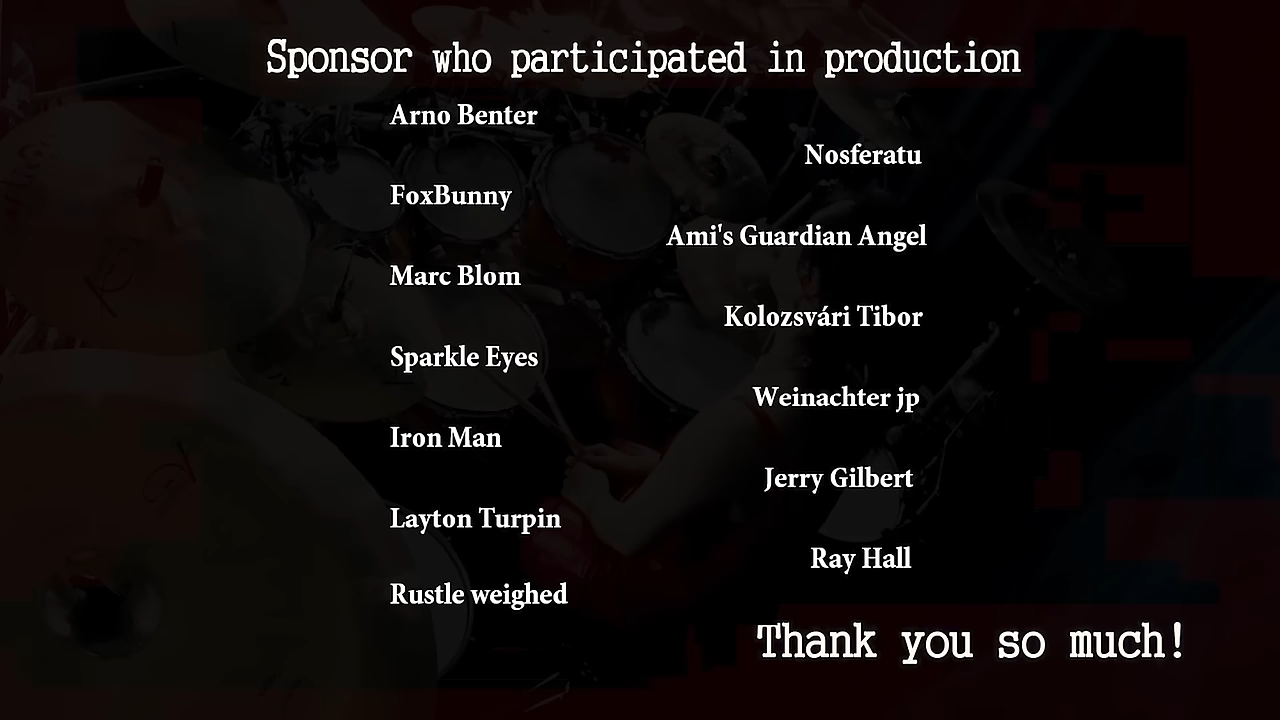 Sponsor who participated in production
Arno Benter
Nosferatu
FoxBunny
Ami's Guardian Angel
Marc Blom
Kolozsvári Tibor
Sparkle Eyes
Weinachter jp
Iron Man
Jerry Gilbert
Layton Turpin
Ray Hall
Rustle weighed
Thank you so much!